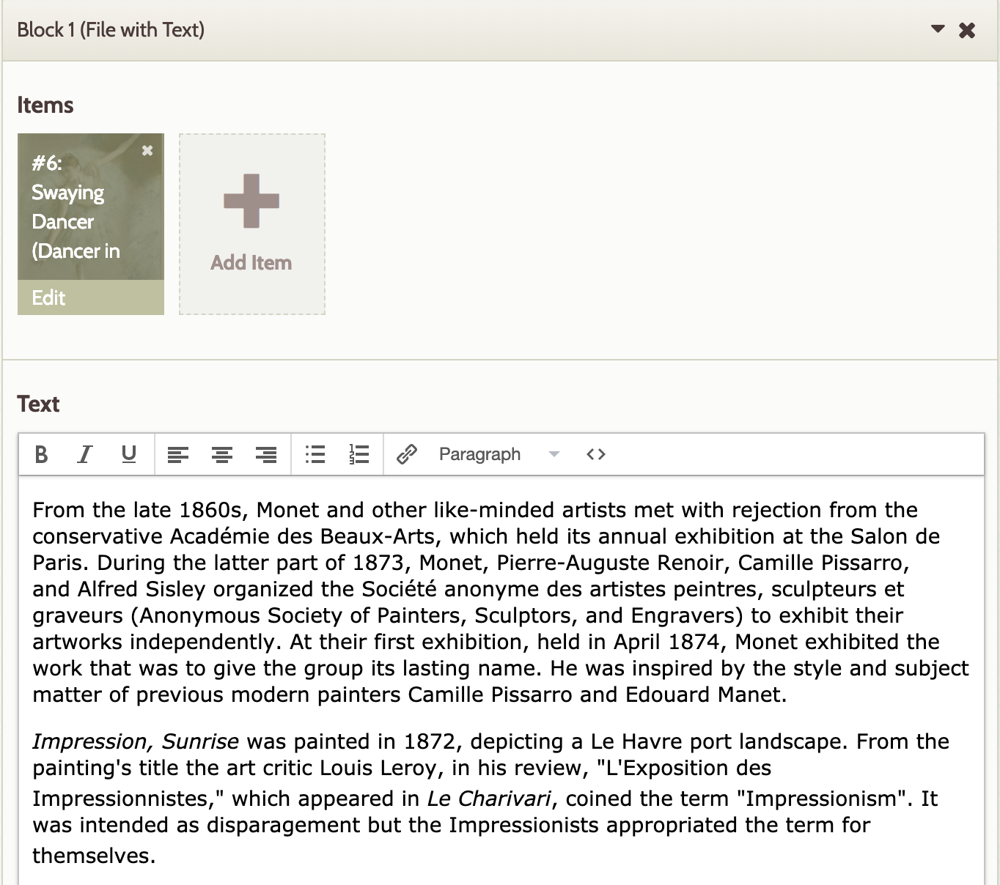 Block 1 (File with Text)
Items
#6:
Swaying
Dancer
(Dancer in
Edit
Add Item
Text
B I U Paragraph <>
From the late 1860s, Monet and other like-minded artists met with rejection from the
conservative Académie des Beaux-Arts, which held its annual exhibition at the Salon de
Paris. During the latter part of 1873, Monet, Pierre-Auguste Renoir, Camille Pissarro,
and Alfred Sisley organized the Société anonyme des artistes peintres, sculpteurs et
graveurs (Anonymous Society of Painters, Sculptors, and Engravers) to exhibit their
artworks independently. At their first exhibition, held in April 1874, Monet exhibited the
work that was to give the group its lasting name. He was inspired by the style and subject
matter of previous modern painters Camille Pissarro and Edouard Manet.
Impression, Sunrise was painted in 1872, depicting a Le Havre port landscape. From the
painting's title the art critic Louis Leroy, in his review, "L'Exposition des
Impressionnistes," which appeared in Le Charivari, coined the term "Impressionism". It
was intended as disparagement but the Impressionists appropriated the term for
themselves.